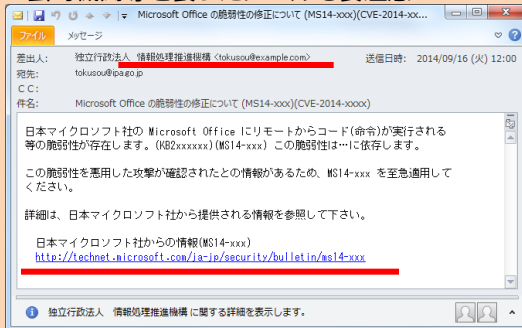 Microsoft Office の脆弱性の修正について (MS14-xxx)(CVE-2014-xx...
ファイル メッセージ
差出人: 独立行政法人 情報処理推進機構 <tokusou@example.com> 送信日時: 2014/09/16 (火) 12:00
宛先: tokusou@ipa.go.jp
C C:
件名: Microsoft Office の脆弱性の修正について (MS14-xxx)(CVE-2014-xxxx)
日本マイクロソフト社の Microsoft Office にリモートからコード(命令)が実行される
等の脆弱性が存在します。(KB2xxxxxx)(MS14-xxx) この脆弱性は…に依存します。
この脆弱性を悪用した攻撃が確認されたとの情報があるため、MS14-xxx を至急適用して
ください。
詳細は、日本マイクロソフト社から提供される情報を参照して下さい。
日本マイクロソフト社からの情報(MS14-xxx)
http://technet.microsoft.com/ja-jp/security/bulletin/ms14-xxx
独立行政法人 情報処理推進機構 に関する詳細を表示します。